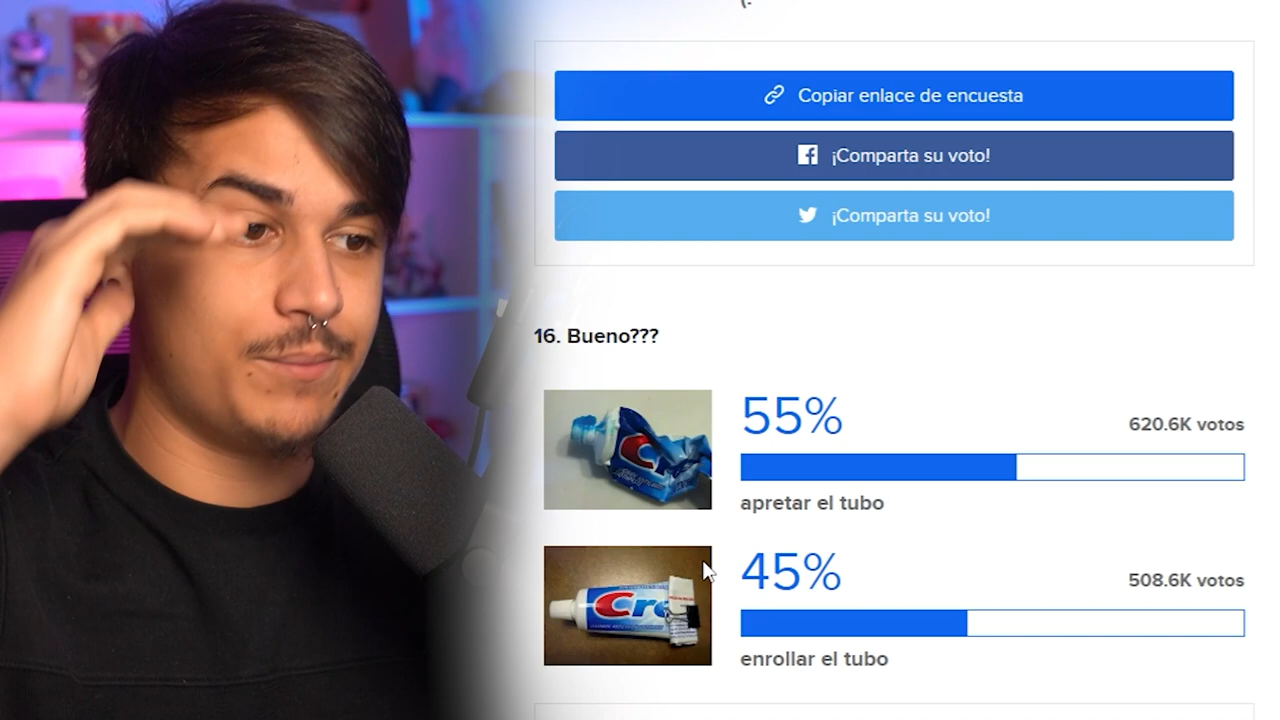 Copiar enlace de encuesta
¡Comparta su voto!
¡Comparta su voto!
16. Bueno???
55%
620.6K votos
apretar el tubo
45%
508.6K votos
enrollar el tubo